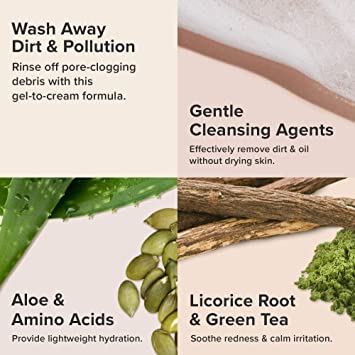 Wash Away
Dirt & Pollution
Rinse off pore-clogging
debris with this
gel-to-cream formula.
Gentle
Cleansing Agents
Effectively remove dirt & oil
without drying skin.
Aloe &
Amino Acids
Provide lightweight hydration.
Licorice Root
& Green Tea
Soothe redness & calm irritation.